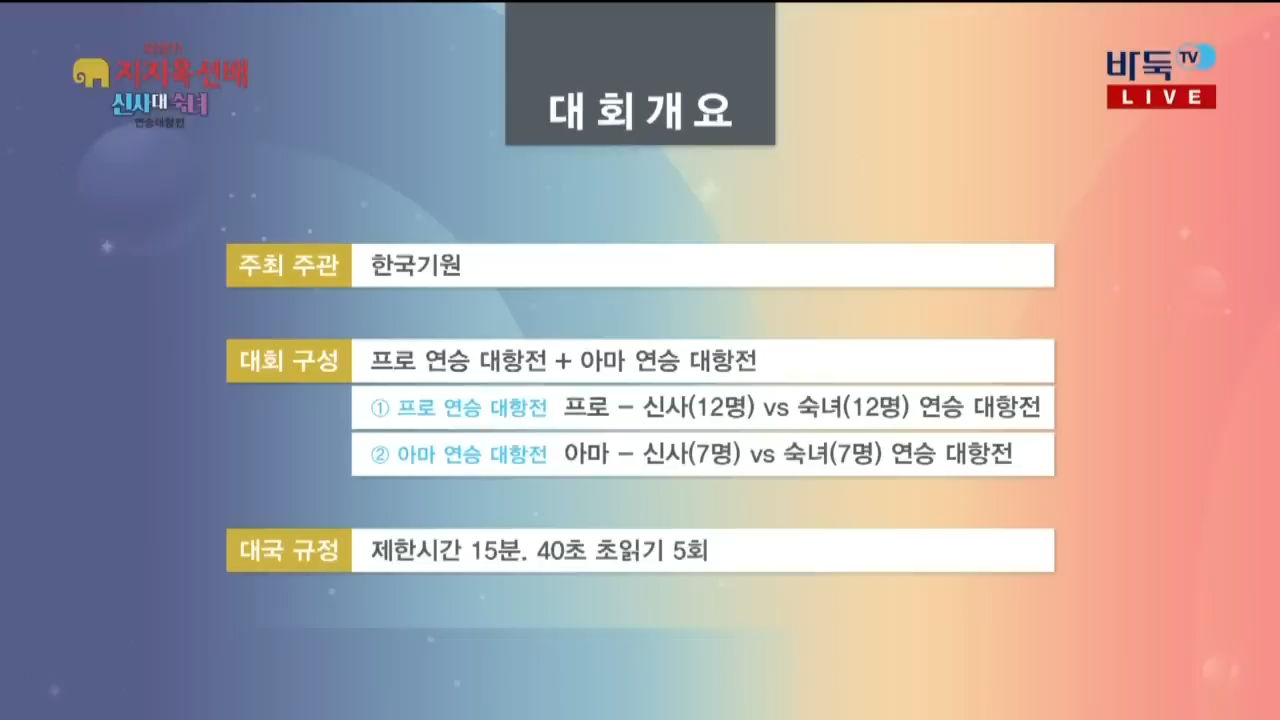 지지옥션배
신사대 숙녀
연승대항전
대회개요
바둑TV
LIVE
주최 주관 한국기원
대회 구성 프로 연승 대항전 + 아마 연승 대항전
① 프로 연승 대항전 프로 – 신사(12명) vs 숙녀(12명) 연승 대항전
② 아마 연승 대항전 아마 – 신사(7명) vs 숙녀(7명) 연승 대항전
대국 규정 제한시간 15분. 40초 초읽기 5회